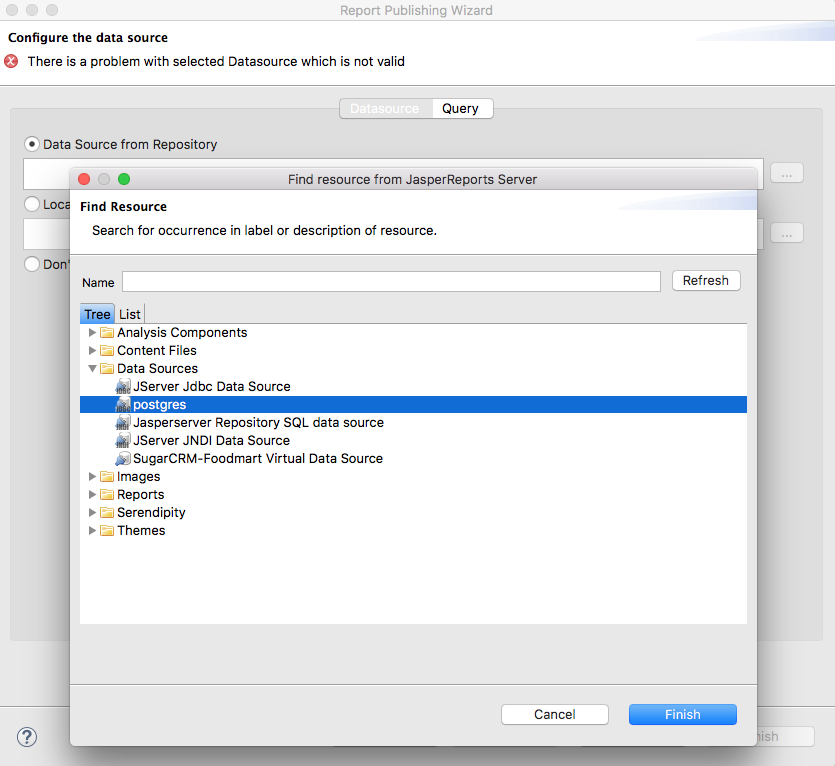 Report Publishing Wizard
Configure the data source
There is a problem with selected Datasource which is not valid
Datasource Query
Data Source from Repository
...
Find resource from JasperReports Server
Find Resource
Loca
Search for occurrence in label or description of resource.
...
Don'
Name
Refresh
Tree List
Analysis Components
Content Files
Data Sources
JServer Jdbc Data Source
postgres
Jasperserver Repository SQL data source
JServer JNDI Data Source
SugarCRM-Foodmart Virtual Data Source
Images
Reports
Serendipity
Themes
Cancel Finish
?
nish